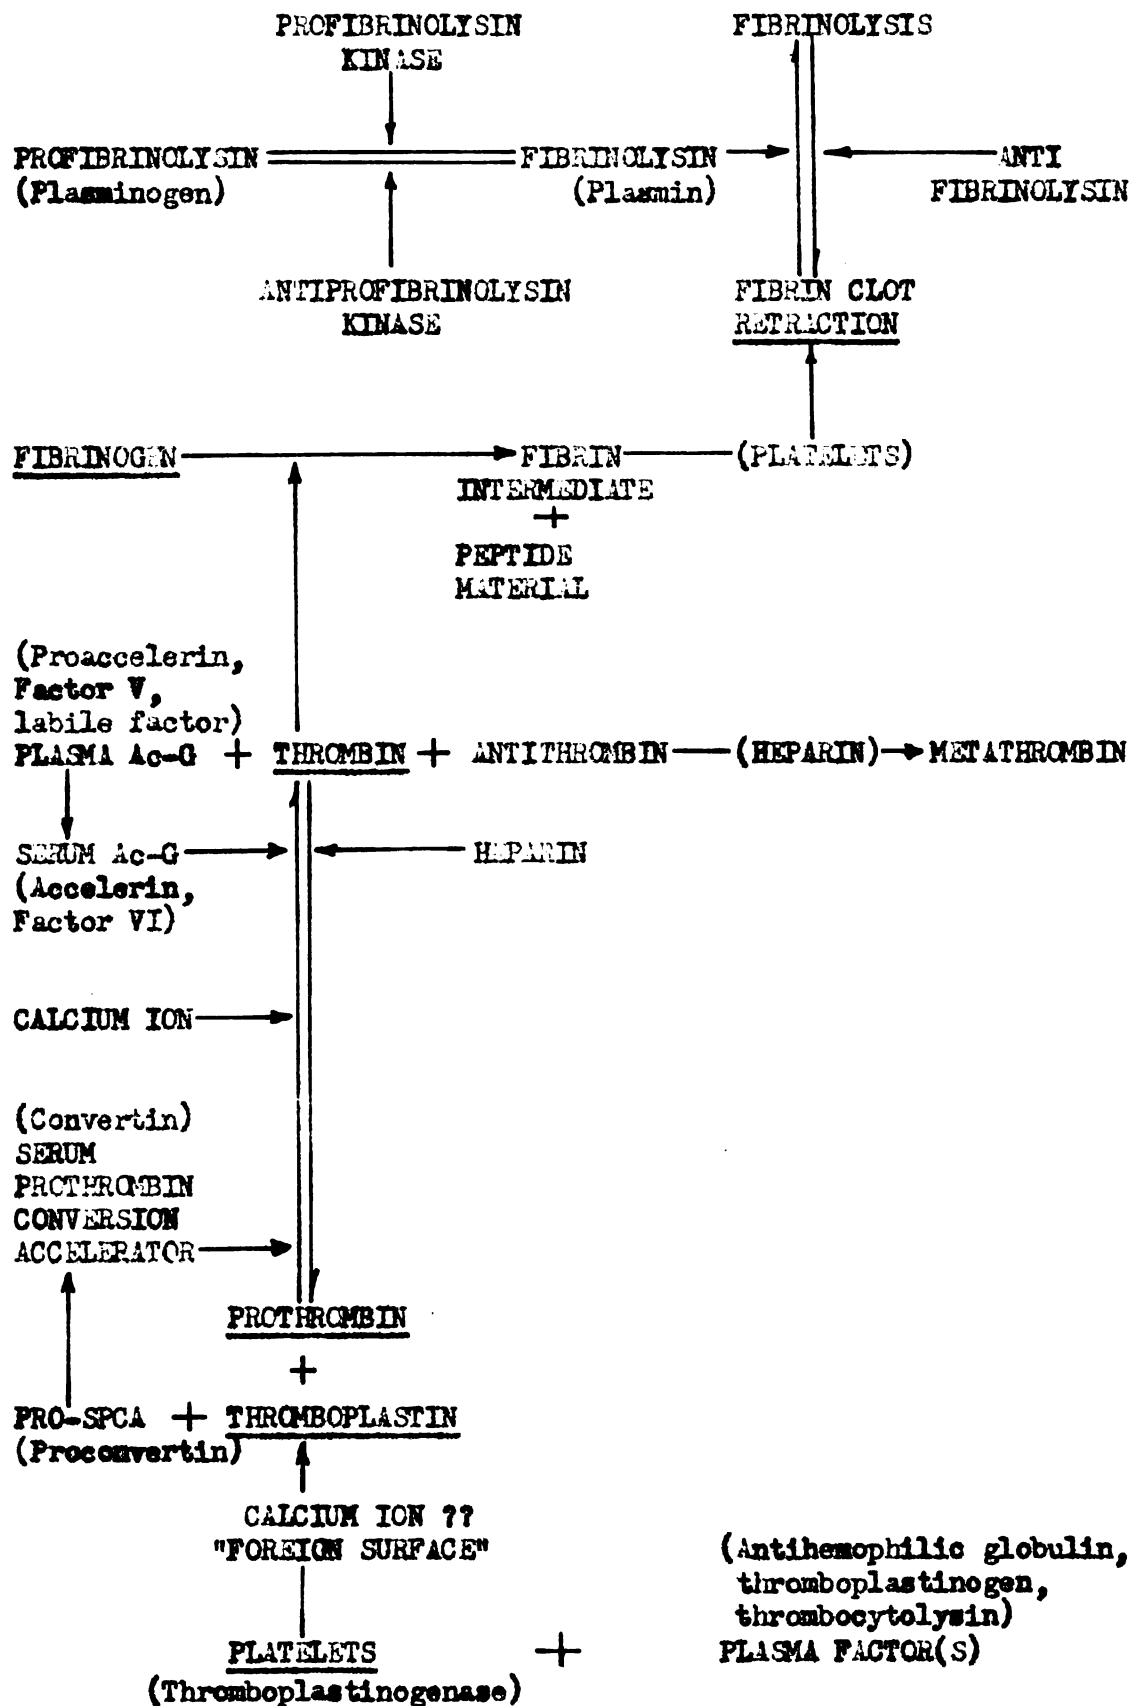 PROFIBRINOLYSIN KINASE
FIBRINOLYSIS
PROFIBRINOLYSIN
(Plasminogen)
FIBRINOLYSIN
(Plasmin)
ANTI
FIBRINOLYSIN
ANTIPROFIBRINOLYSIN
KINASE
FIBRIN CLOT
RETRACTION
FIBRINOGEN
FIBRIN
INTERMEDIATE
+
PEPTIDE
MATERIAL
(PLATELETS)
(Proaccelerin,
Factor V,
labile factor)
PLASMA Ac-G + THROMBIN + ANTITHROMBIN (HEPARIN) METATHROMBIN
SERUM Ac-G
(Accelerin,
Factor VI)
HEPARIN
CALCIUM ION
(Convertin)
SERUM
PROTHROMBIN
CONVERSION
ACCELERATOR
PROTHROMBIN
+
PRO-SPCA + THROMBOPLASTIN
(Proconvertin)
CALCIUM ION ??
"FOREIGN SURFACE"
(Antihemophilic globulin,
thromboplastinogen,
thrombocytolysin)
PLATELETS + PLASMA FACTOR(S)
(Thromboplastinogenase)